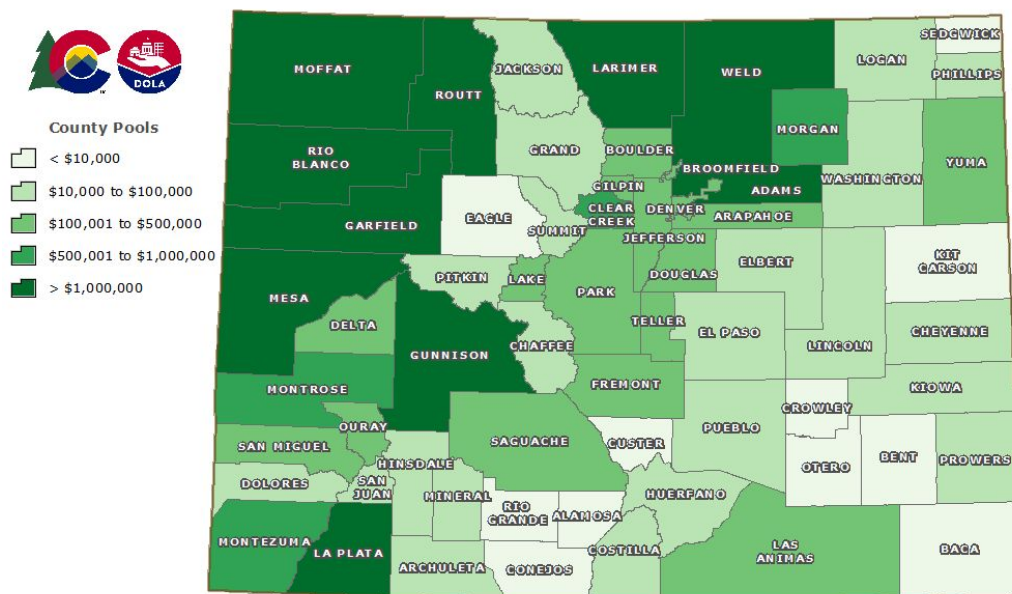 DOLA
County Pools
< $10,000
$10,000 to $100,000
$100,001 to $500,000
$500,001 to $1,000,000
> $1,000,000
SEDGWICK
LOGAN
PHILLIPS
MOFFAT
JACKSON
LARIMER
WELD
ROUTT
MORGAN
RIO
BLANCO
GRAND
BOULDER
YUMA
BROOMFIELD
WASHINGTON
GILPIN
ADAMS
CLEAR
CREEK
DENVER
ARAPAHOE
GARFIELD
EAGLE
SUMMIT
JEFFERSON
KIT
CARSON
PITKIN
LAKE
DOUGLAS
ELBERT
MESA
PARK
DELTA
TELLER
EL PASO
CHEYENNE
GUNNISON
CHAFFEE
LINCOLN
MONTROSE
FREMONT
KIOWA
CROWLEY
OURAY
SAN MIGUEL
SAGUACHE
CUSTER
PUEBLO
HINSDALE
OTERO
BENT
PROWERS
DOLORES
SAN
JUAN
MINERAL
HUERFANO
RIO
GRANDE
ALAMOSA
MONTEZUMA
LA PLATA
COSTILLA
LAS
ANIMAS
BACA
ARCHULETA
CONEJOS